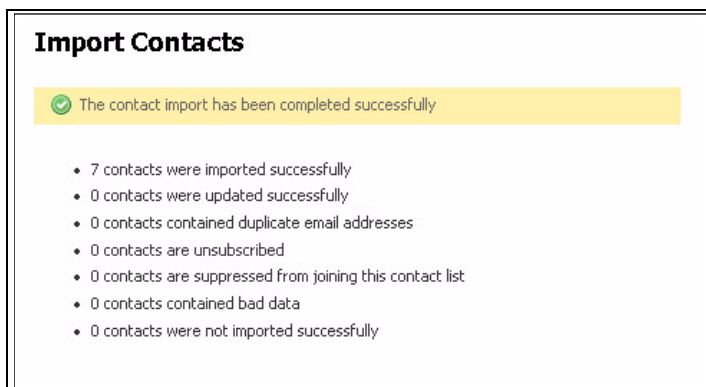 Import Contacts
The contact import has been completed successfully
• 7 contacts were imported successfully
• 0 contacts were updated successfully
• 0 contacts contained duplicate email addresses
• 0 contacts are unsubscribed
• 0 contacts are suppressed from joining this contact list
• 0 contacts contained bad data
• 0 contacts were not imported successfully